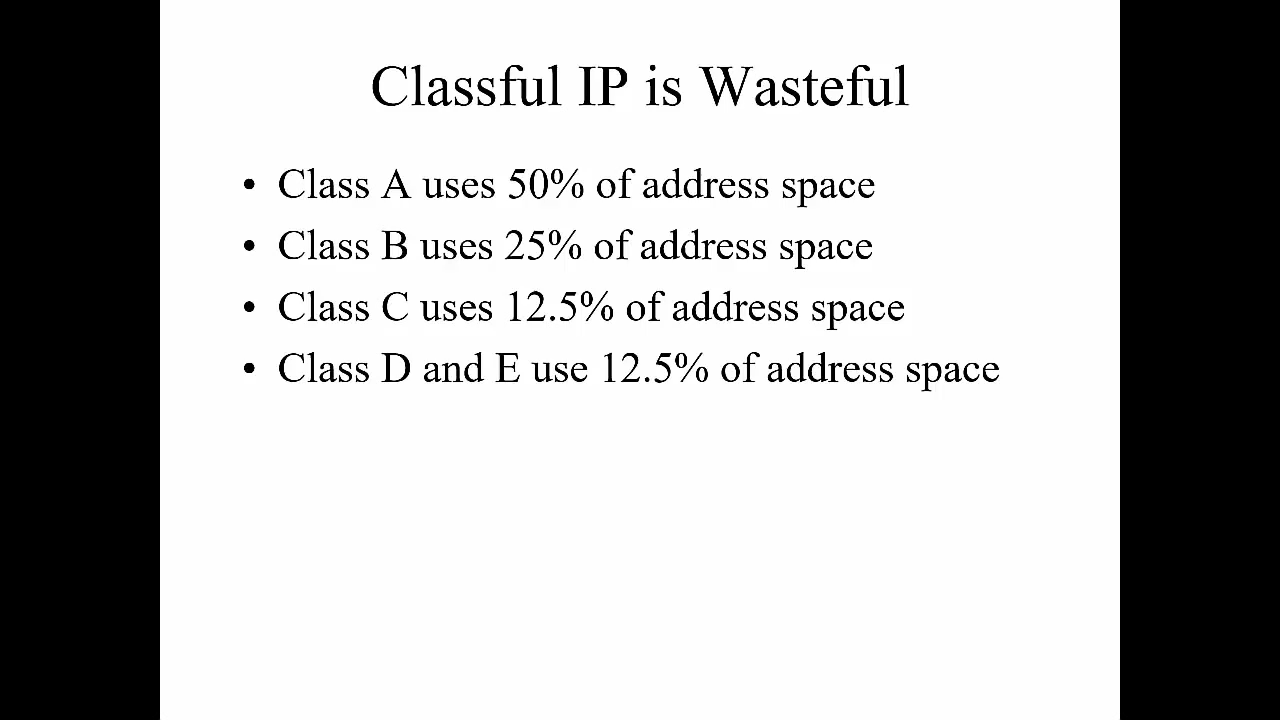 Classful IP is Wasteful
• Class A uses 50% of address space
• Class B uses 25% of address space
• Class C uses 12.5% of address space
• Class D and E use 12.5% of address space